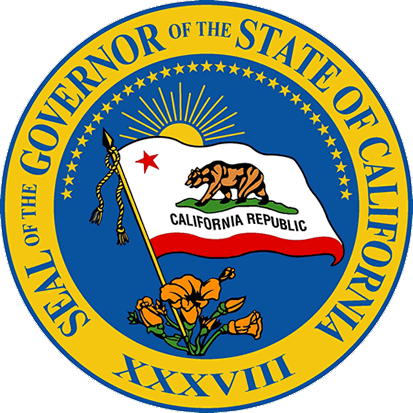 SEAL OF THE GOVERNOR OF THE STATE OF CALIFORNIA
CALIFORNIA REPUBLIC
XXXVIII